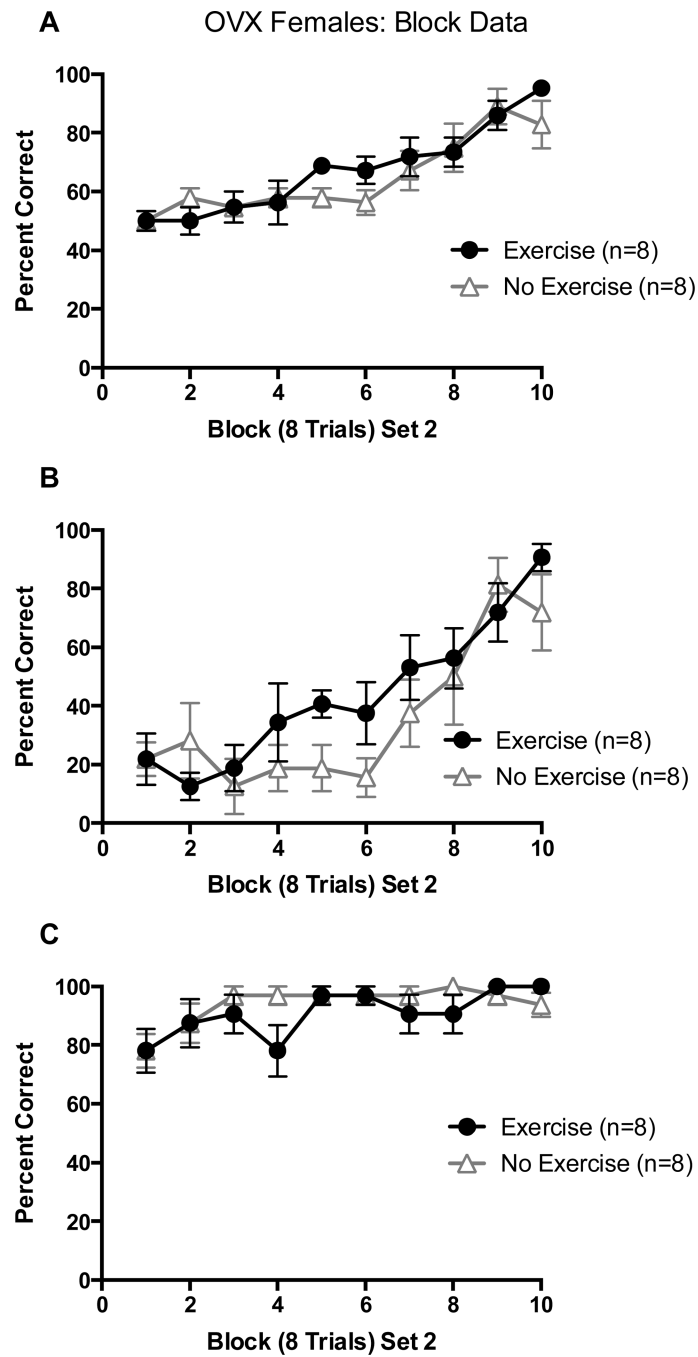 A OVX Females: Block Data
100
80
60
40
20
0
Percent Correct
Exercise (n=8)
No Exercise (n=8)
0 2 4 6 8 10
Block (8 Trials) Set 2
B
100
80
60
40
20
0
Percent Correct
Exercise (n=8)
No Exercise (n=8)
0 2 4 6 8 10
Block (8 Trials) Set 2
C
100
80
60
40
20
0
Percent Correct
Exercise (n=8)
No Exercise (n=8)
0 2 4 6 8 10
Block (8 Trials) Set 2